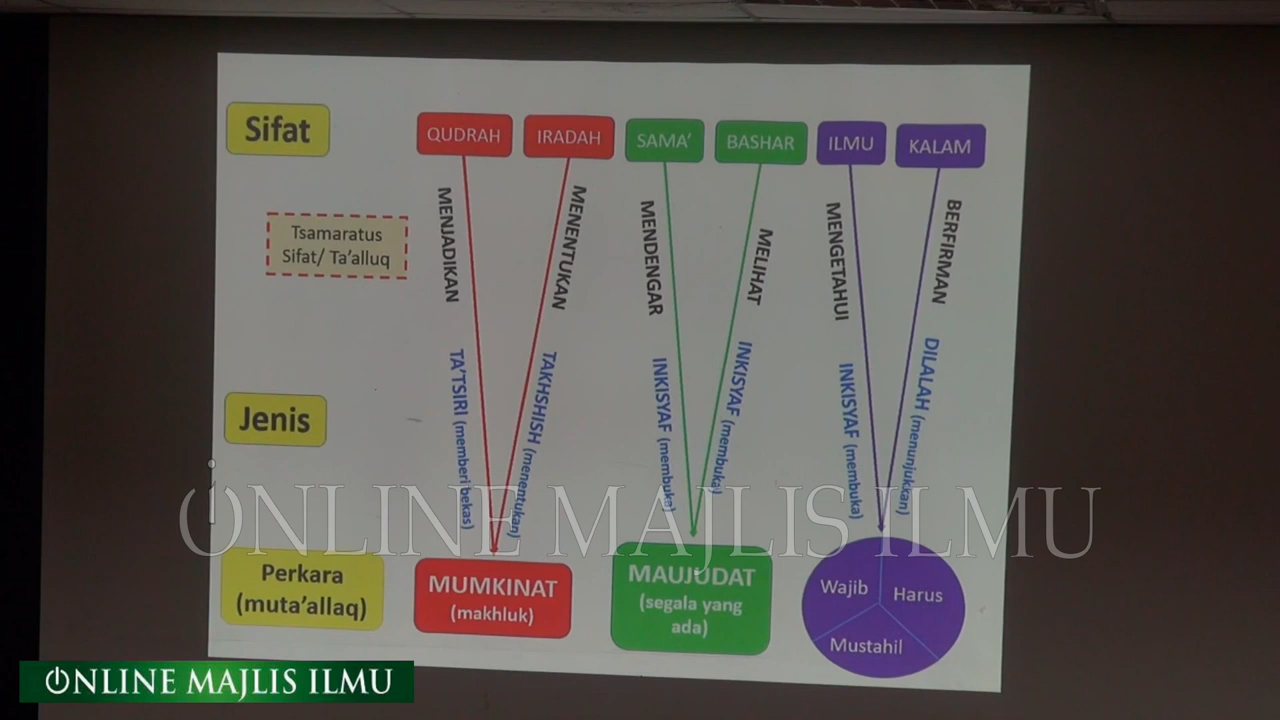 Sifat
QUDRAH
IRADAH
SAMA'
BASHAR
ILMU
KALAM
Tsamaratus
Sifat/ Ta'alluq
MENJADIKAN
MENENTUKAN
MENDENGAR
MELIHAT
MENGETAHUI
BERFIRMAN
Jenis
TA'TSIRI (memberi bekas)
TAKHSHISH (menentukan)
INKISYAF (membuka)
INKISYAF (membuka)
INKISYAF (membuka)
DILALAH (menunjukkan)
ONLINE MAJLIS ILMU
Perkara
(muta'allaq)
MUMKINAT
(makhluk)
MAUJUDAT
(segala yang
ada)
Wajib
Harus
Mustahil
ONLINE MAJLIS ILMU